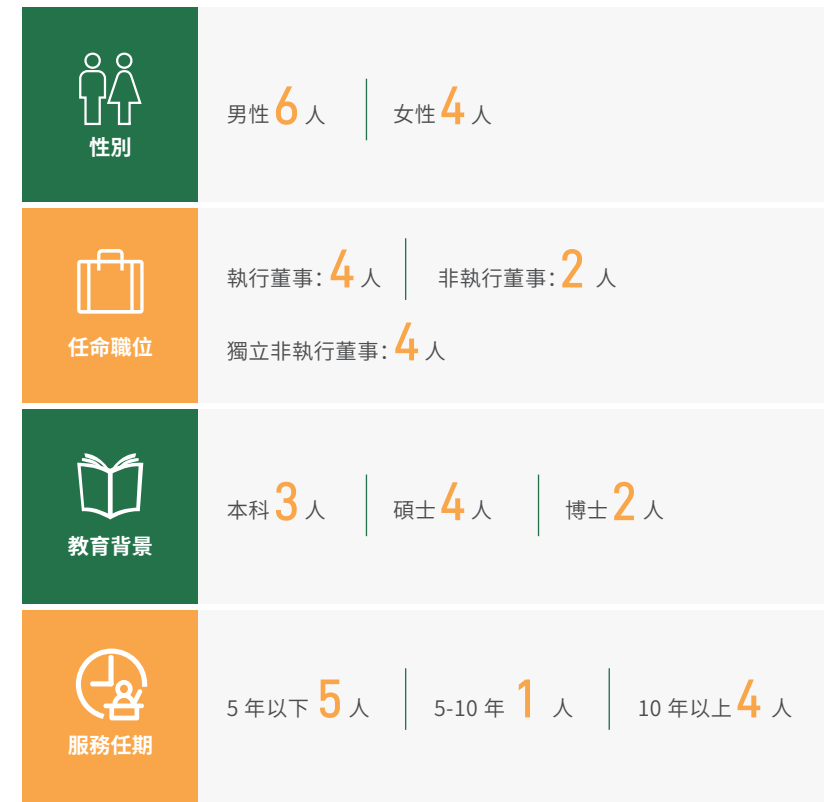 性別
男性 6 人 女性 4 人
任命職位
執行董事：4 人 非執行董事：2 人
獨立非執行董事：4 人
教育背景
本科 3 人 碩士 4 人 博士 2 人
服務任期
5 年以下 5 人 5-10 年 1 人 10 年以上 4 人